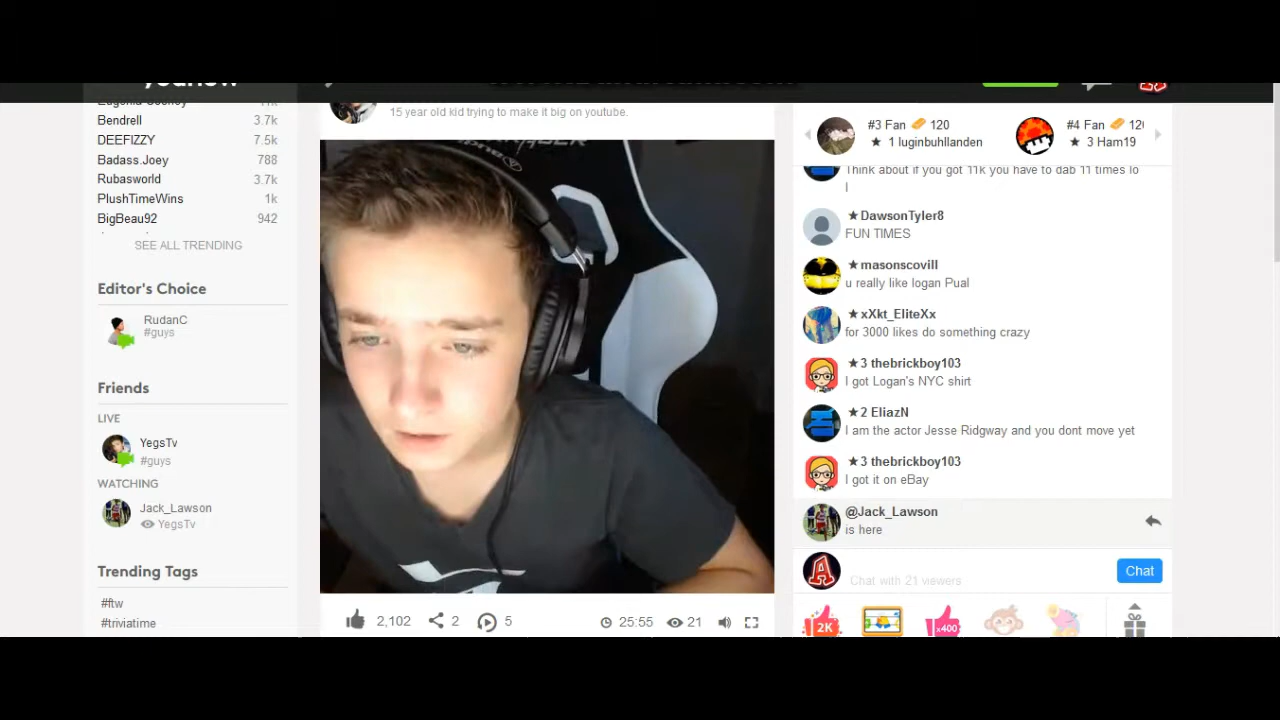 Bendrell 3.7k
DEEFIZZY 7.5k
Badass.Joey 788
Rubasworld 3.7k
PlushTimeWins 1k
BigBeau92 942
SEE ALL TRENDING
Editor's Choice
RudanC
#guys
Friends
LIVE
YegsTv
#guys
WATCHING
Jack_Lawson
YegsTv
Trending Tags
#ftw
#triviatime
15 year old kid trying to make it big on youtube.
2,102 2 5 25:55 21
#3 Fan 120
★ 1 luginbuhllanden
#4 Fan 12
★ 3 Ham19
Think about if you got 11k you have to dab 11 times lo
l
★DawsonTyler8
FUN TIMES
★masonscovill
u really like logan Pual
★xXkt_EliteXx
for 3000 likes do something crazy
★3 thebrickboy103
I got Logan's NYC shirt
★2 EliazN
I am the actor Jesse Ridgway and you dont move yet
★3 thebrickboy103
I got it on eBay
@Jack_Lawson
is here
A
Chat with 21 viewers
Chat
2K
x400